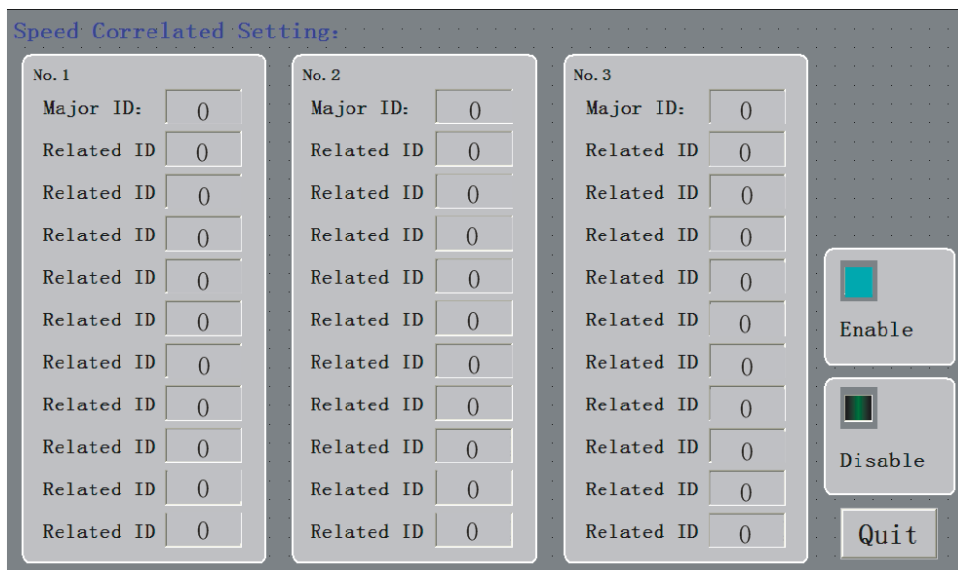 Speed Correlated Setting:
No.1
Major ID: 0
Related ID 0
Related ID 0
Related ID 0
Related ID 0
Related ID 0
Related ID 0
Related ID 0
Related ID 0
Related ID 0
Related ID 0
No.2
Major ID: 0
Related ID 0
Related ID 0
Related ID 0
Related ID 0
Related ID 0
Related ID 0
Related ID 0
Related ID 0
Related ID 0
Related ID 0
No.3
Major ID: 0
Related ID 0
Related ID 0
Related ID 0
Related ID 0
Related ID 0
Related ID 0
Related ID 0
Related ID 0
Related ID 0
Related ID 0
Enable
Disable
Quit